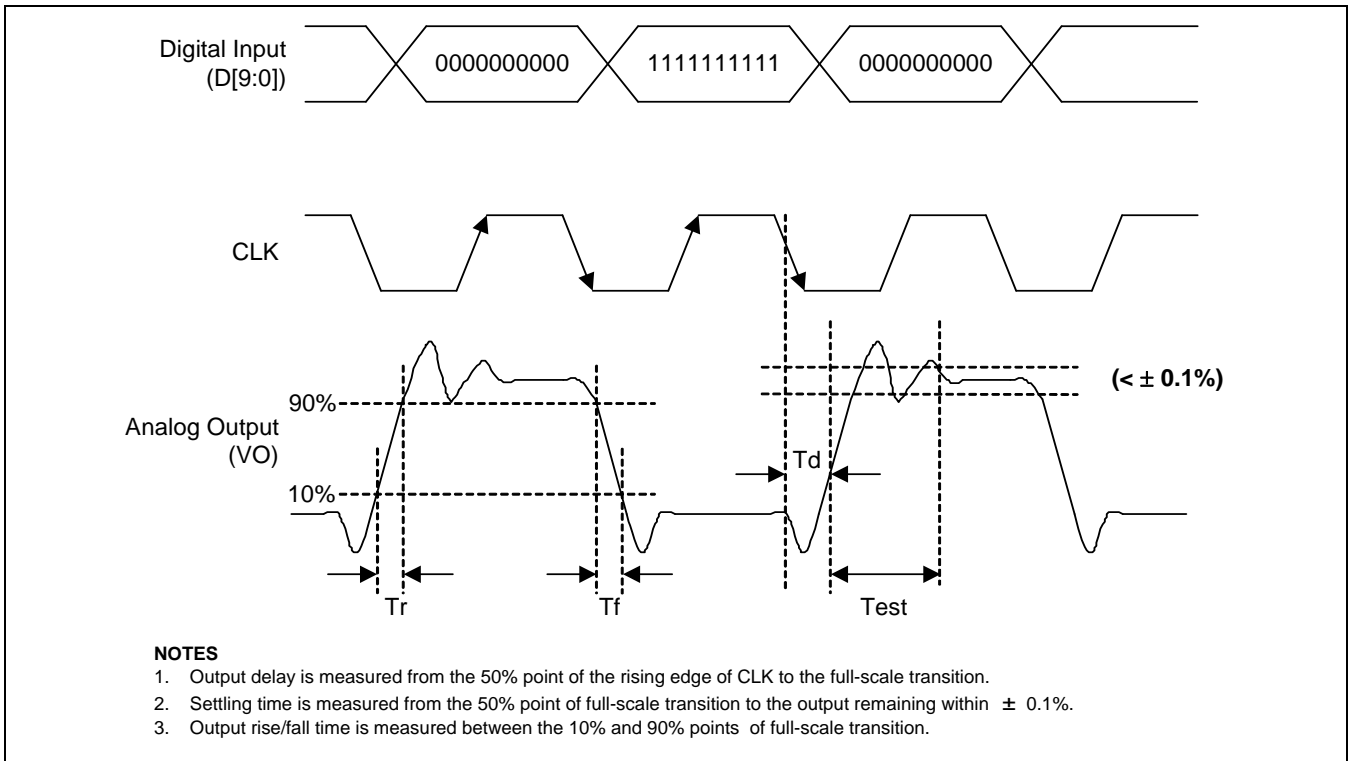 Digital Input
(D[9:0])
0000000000
1111111111
0000000000
CLK
90%
(< ± 0.1%)
Analog Output
(VO)
Td
10%
Tr
Tf
Test
NOTES
1. Output delay is measured from the 50% point of the rising edge of CLK to the full-scale transition.
2. Settling time is measured from the 50% point of full-scale transition to the output remaining within ± 0.1%.
3. Output rise/fall time is measured between the 10% and 90% points of full-scale transition.